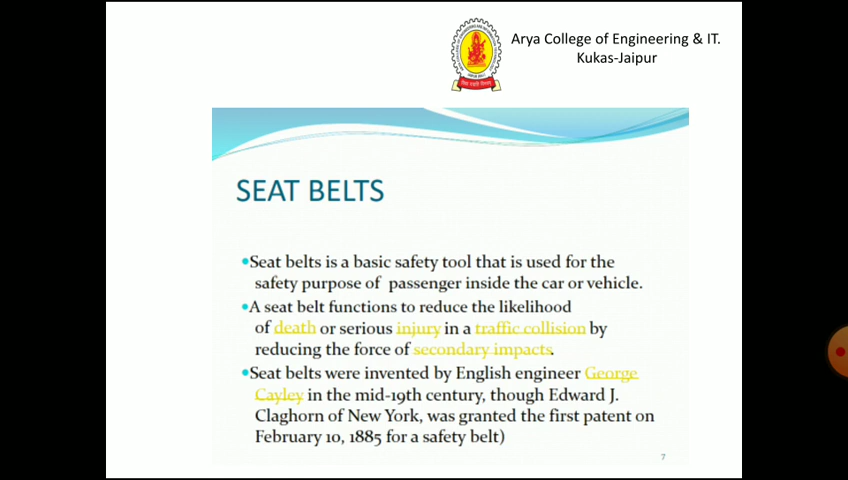 Arya College of Engineering & IT.
Kukas-Jaipur
SEAT BELTS
•Seat belts is a basic safety tool that is used for the
safety purpose of passenger inside the car or vehicle.
•A seat belt functions to reduce the likelihood
of death or serious injury in a traffic collision by
reducing the force of secondary impacts.
•Seat belts were invented by English engineer George
Cayley in the mid-19th century, though Edward J.
Claghorn of New York, was granted the first patent on
February 10, 1885 for a safety belt)
7